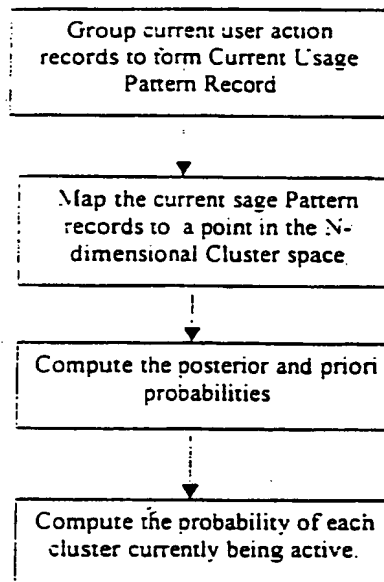 Group current user action
records to form Current Usage
Pattern Record
Map the current sage Pattern
records to a point in the N-
dimensional Cluster space
Compute the posterior and priori
probabilities
Compute the probability of each
cluster currently being active.